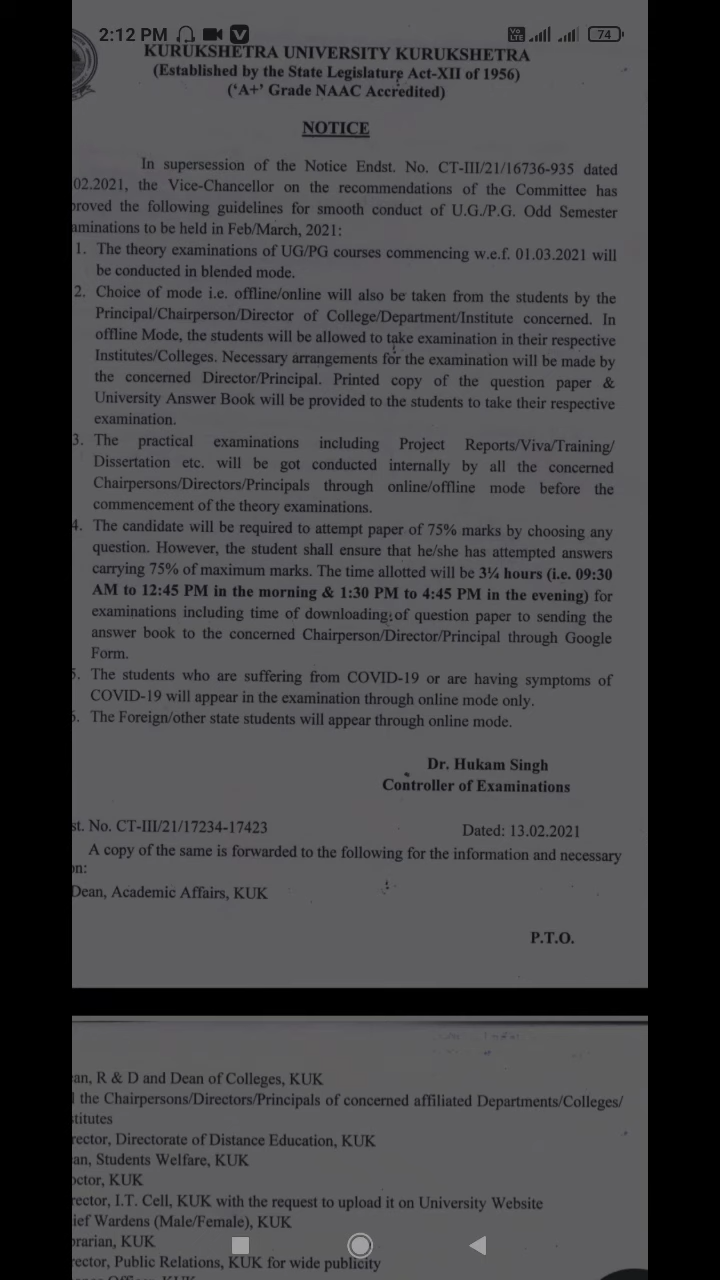 2:12 PM
Vo LTE
74
KURUKSHETRA UNIVERSITY KURUKSHETRA
(Established by the State Legislature Act-XII of 1956)
('A+' Grade NAAC Accredited)
NOTICE
In supersession of the Notice Endst. No. CT-III/21/16736-935 dated
02.2021, the Vice-Chancellor on the recommendations of the Committee has
proved the following guidelines for smooth conduct of U.G./P.G. Odd Semester
aminations to be held in Feb/March, 2021:
1. The theory examinations of UG/PG courses commencing w.e.f. 01.03.2021 will
be conducted in blended mode.
2. Choice of mode i.e. offline/online will also be taken from the students by the
Principal/Chairperson/Director of College/Department/Institute concerned. In
offline Mode, the students will be allowed to take examination in their respective
Institutes/Colleges. Necessary arrangements for the examination will be made by
the concerned Director/Principal. Printed copy of the question paper &
University Answer Book will be provided to the students to take their respective
examination.
3. The practical examinations including Project Reports/Viva/Training/
Dissertation etc. will be got conducted internally by all the concerned
Chairpersons/Directors/Principals through online/offline mode before the
commencement of the theory examinations.
4. The candidate will be required to attempt paper of 75% marks by choosing any
question. However, the student shall ensure that he/she has attempted answers
carrying 75% of maximum marks. The time allotted will be 3¼ hours (i.e. 09:30
AM to 12:45 PM in the morning & 1:30 PM to 4:45 PM in the evening) for
examinations including time of downloading of question paper to sending the
answer book to the concerned Chairperson/Director/Principal through Google
Form.
5. The students who are suffering from COVID-19 or are having symptoms of
COVID-19 will appear in the examination through online mode only.
6. The Foreign/other state students will appear through online mode.
Dr. Hukam Singh
Controller of Examinations
st. No. CT-III/21/17234-17423 Dated: 13.02.2021
A copy of the same is forwarded to the following for the information and necessary
on:
Dean, Academic Affairs, KUK
P.T.O.
an, R & D and Dean of Colleges, KUK
l the Chairpersons/Directors/Principals of concerned affiliated Departments/Colleges/
stitutes
rector, Directorate of Distance Education, KUK
an, Students Welfare, KUK
octor, KUK
rector, I.T. Cell, KUK with the request to upload it on University Website
ief Wardens (Male/Female), KUK
brarian, KUK
rector, Public Relations, KUK for wide publicity